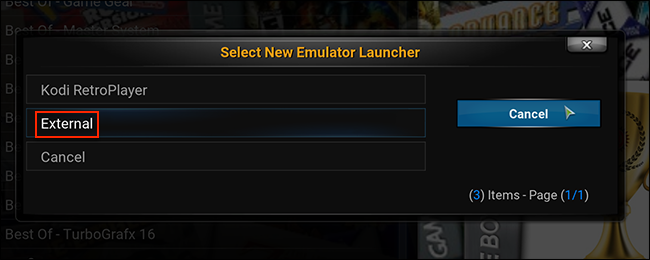 Best Of - Game Gear
Best Of - Master System
Select New Emulator Launcher
Kodi RetroPlayer
External
Cancel
Cancel
(3) Items - Page (1/1)
Best Of - TurboGrafx 16